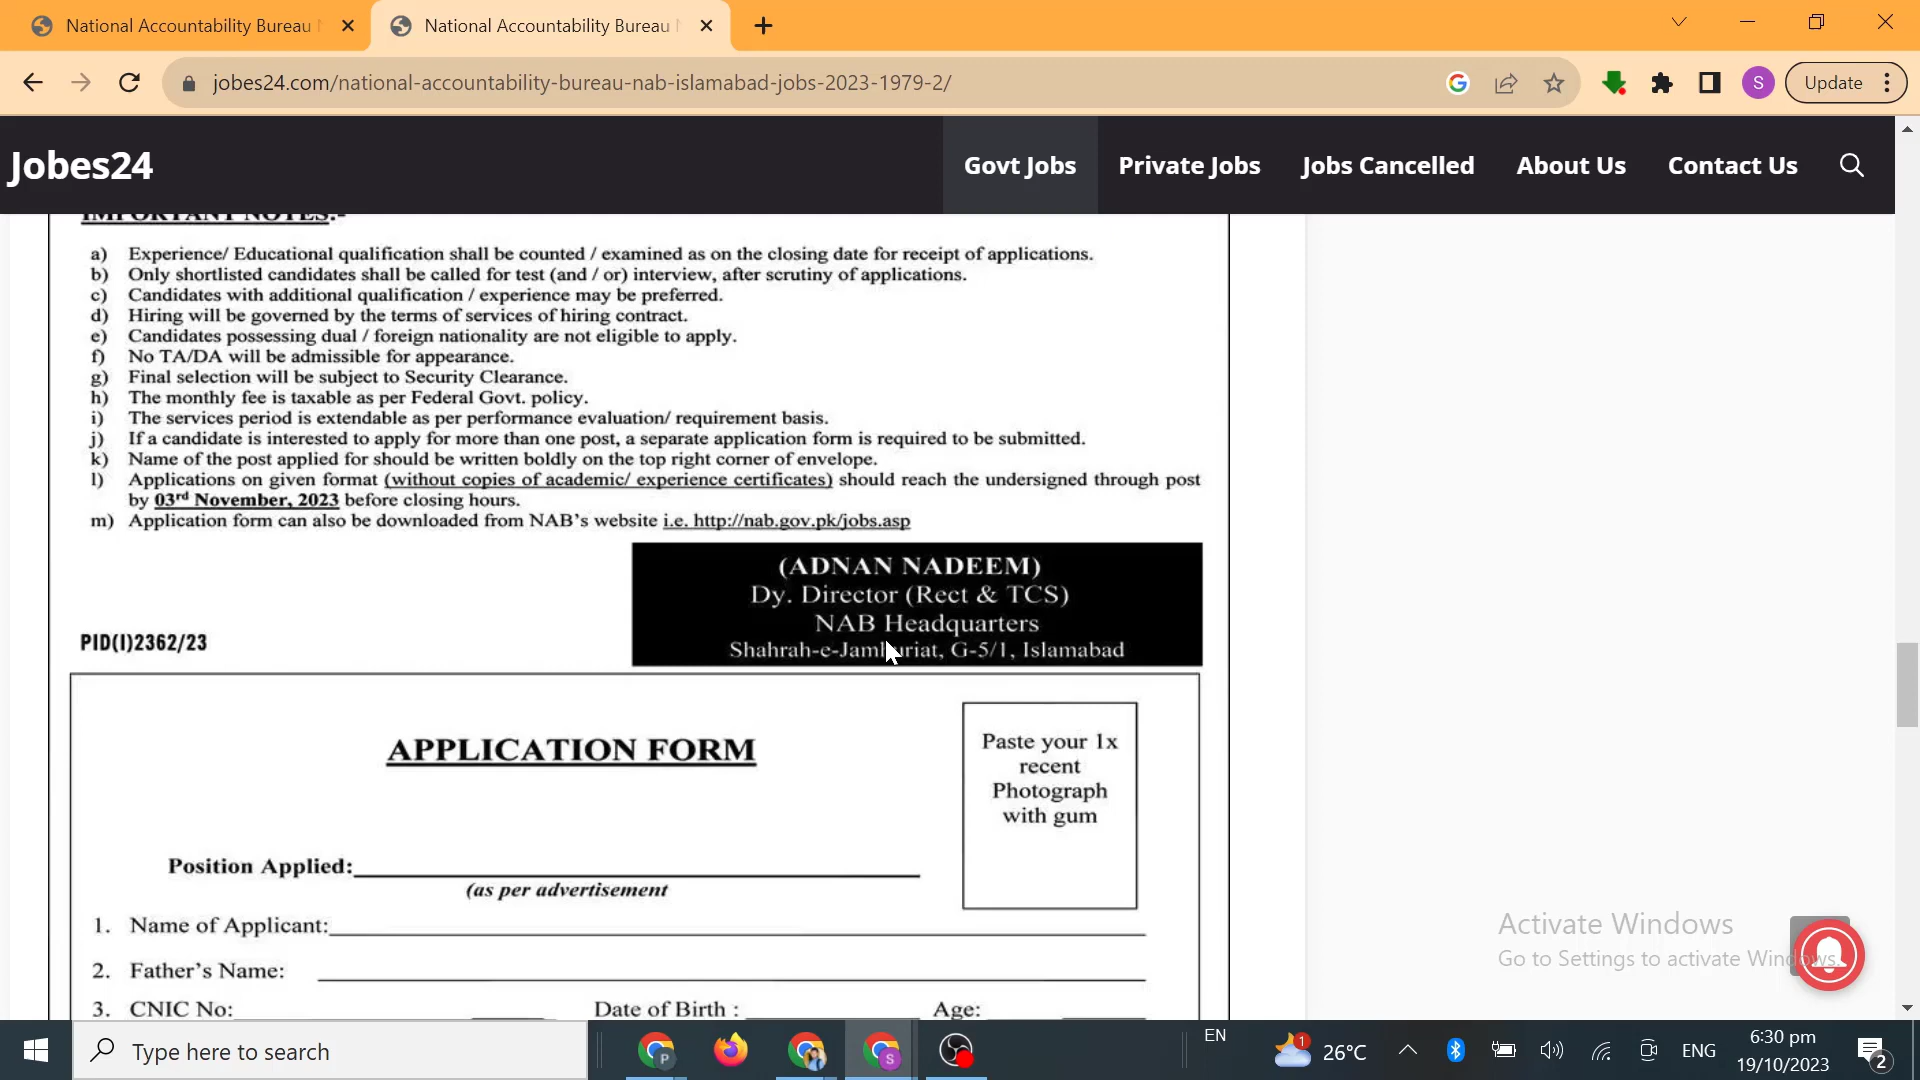 National Accountability Bureau
National Accountability Bureau
jobes24.com/national-accountability-bureau-nab-islamabad-jobs-2023-1979-2/
S
Update
Jobes24
Govt Jobs
Private Jobs
Jobs Cancelled
About Us
Contact Us
IMPORTANT NOTES:-
a) Experience/ Educational qualification shall be counted / examined as on the closing date for receipt of applications.
b) Only shortlisted candidates shall be called for test (and / or) interview, after scrutiny of applications.
c) Candidates with additional qualification / experience may be preferred.
d) Hiring will be governed by the terms of services of hiring contract.
e) Candidates possessing dual / foreign nationality are not eligible to apply.
f) No TA/DA will be admissible for appearance.
g) Final selection will be subject to Security Clearance.
h) The monthly fee is taxable as per Federal Govt. policy.
i) The services period is extendable as per performance evaluation/ requirement basis.
j) If a candidate is interested to apply for more than one post, a separate application form is required to be submitted.
k) Name of the post applied for should be written boldly on the top right corner of envelope.
l) Applications on given format (without copies of academic/ experience certificates) should reach the undersigned through post
by 03rd November, 2023 before closing hours.
m) Application form can also be downloaded from NAB's website i.e. http://nab.gov.pk/jobs.asp
(ADNAN NADEEM)
Dy. Director (Rect & TCS)
NAB Headquarters
Shahrah-e-Jamhuriat, G-5/1, Islamabad
PID(I)2362/23
APPLICATION FORM
Paste your 1x
recent
Photograph
with gum
Position Applied:
(as per advertisement
1. Name of Applicant:
2. Father's Name:
3. CNIC No: Date of Birth : Age:
Activate Windows
Go to Settings to activate Windows.
Type here to search
P
S
EN
1
26°C
ENG
6:30 pm
19/10/2023
2